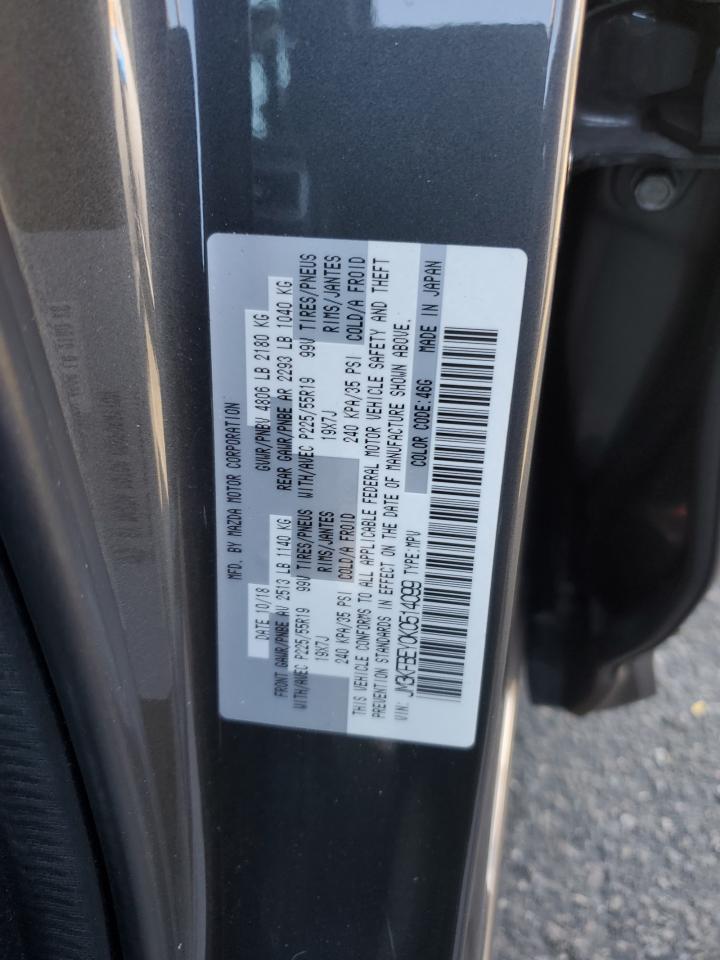 MFD. BY MAZDA MOTOR CORPORATION
DATE 10/18 GVWR/PNBV 4806 LB 2180 KG
FRONT GAWR/PNBE AV 2513 LB 1140 KG REAR GAWR/PNBE AR 2293 LB 1040 KG
WITH/AVEC P225/55R19 99V TIRES/PNEUS WITH/AVEC P225/55R19 99V TIRES/PNEUS
19X7J RIMS/JANTES 19X7J RIMS/JANTES
240 KPA/35 PSI COLD/A FROID 240 KPA/35 PSI COLD/A FROID
THIS VEHICLE CONFORMS TO ALL APPLICABLE FEDERAL MOTOR VEHICLE SAFETY AND THEFT
PREVENTION STANDARDS IN EFFECT ON THE DATE OF MANUFACTURE SHOWN ABOVE.
COLOR CODE:46G MADE IN JAPAN
VIN: JM3KFBEY0K0514099 TYPE:MPV